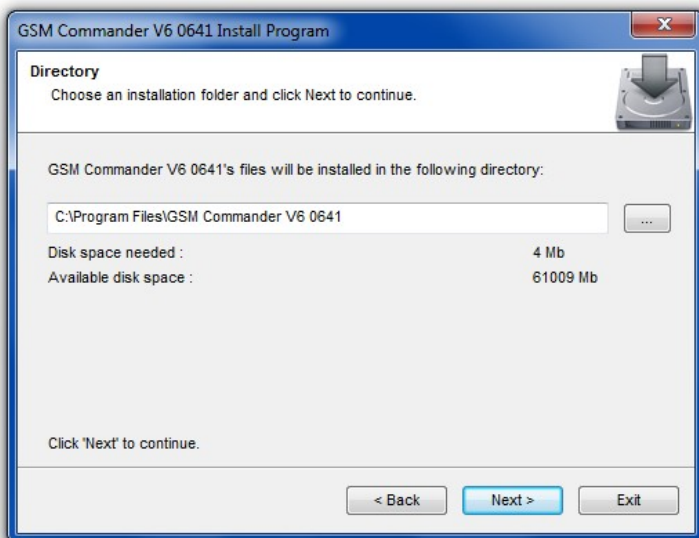 GSM Commander V6 0641 Install Program
Directory
Choose an installation folder and click Next to continue.
GSM Commander V6 0641's files will be installed in the following directory:
C:\Program Files\GSM Commander V6 0641
...
Disk space needed : 4 Mb
Available disk space : 61009 Mb
Click 'Next' to continue.
< Back Next > Exit